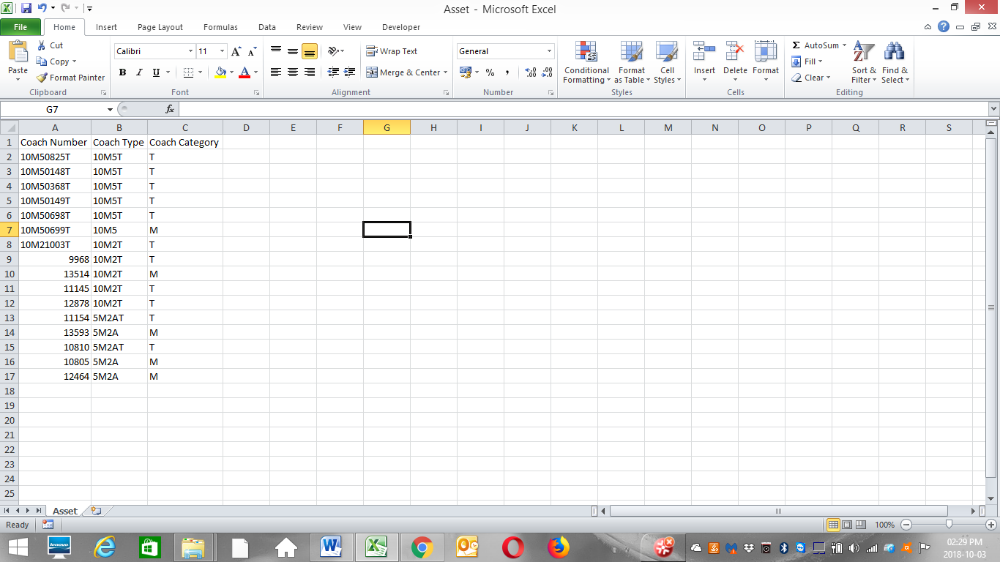 Asset - Microsoft Excel
File Home Insert Page Layout Formulas Data Review View Developer
Paste
Cut
Copy
Format Painter
Clipboard
Calibri 11
B I U
Font
Wrap Text
Merge & Center
Alignment
General
% ,
Number
Conditional Formatting
Format as Table
Cell Styles
Styles
Insert Delete Format
Cells
Σ AutoSum
Fill
Clear
Sort & Filter
Find & Select
Editing
G7 fx
A B C D E F G H I J K L M N O P Q R S
1 Coach Number Coach Type Coach Category
2 10M50825T 10M5T T
3 10M50148T 10M5T T
4 10M50368T 10M5T T
5 10M50149T 10M5T T
6 10M50698T 10M5T T
7 10M50699T 10M5 M
8 10M21003T 10M2T T
9 9968 10M2T T
10 13514 10M2T M
11 11145 10M2T T
12 12878 10M2T T
13 11154 5M2AT T
14 13593 5M2A M
15 10810 5M2AT T
16 10805 5M2A M
17 12464 5M2A M
18
19
20
21
22
23
24
25
Asset
Ready 100%
lenovo
02:29 PM
2018-10-03